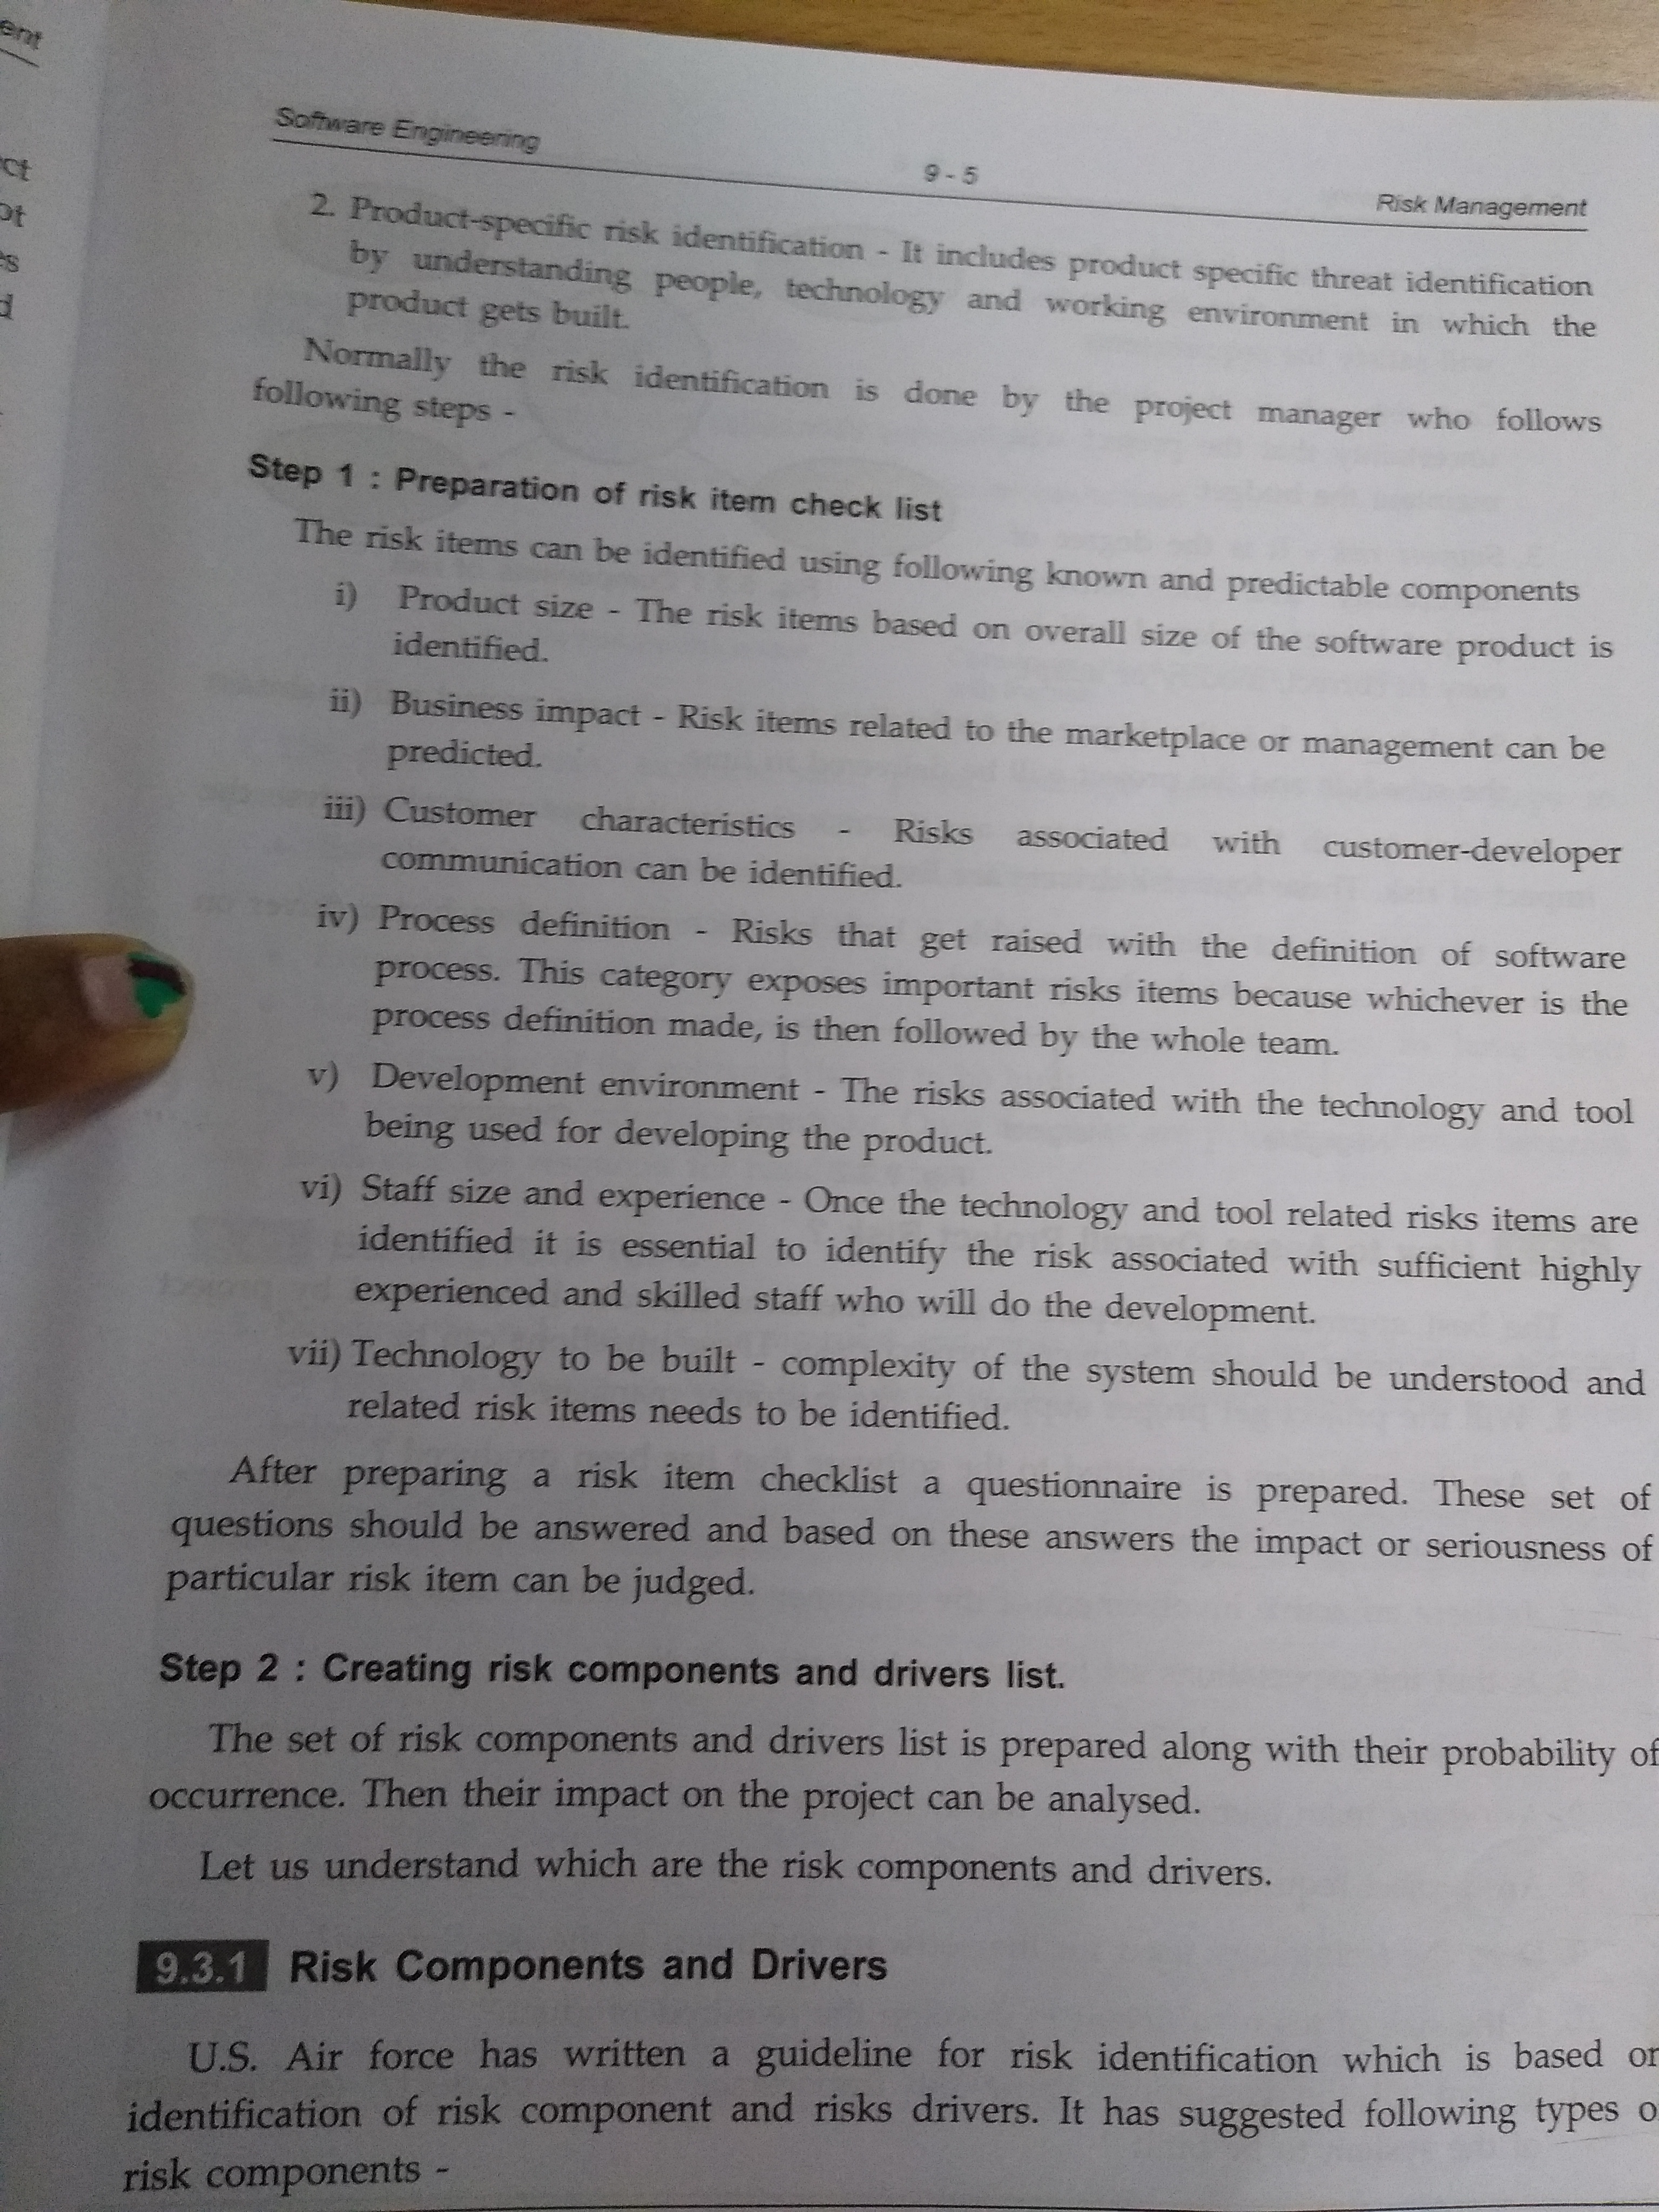 ent
ct
ot
es
d
Software Engineering
9 - 5
Risk Management
2. Product-specific risk identification - It includes product specific threat identification
by understanding people, technology and working environment in which the
product gets built.
Normally the risk identification is done by the project manager who follows
following steps -
Step 1 : Preparation of risk item check list
The risk items can be identified using following known and predictable components
i) Product size - The risk items based on overall size of the software product is
identified.
ii) Business impact - Risk items related to the marketplace or management can be
predicted.
iii) Customer characteristics - Risks associated with customer-developer
communication can be identified.
iv) Process definition - Risks that get raised with the definition of software
process. This category exposes important risks items because whichever is the
process definition made, is then followed by the whole team.
v) Development environment - The risks associated with the technology and tool
being used for developing the product.
vi) Staff size and experience - Once the technology and tool related risks items are
identified it is essential to identify the risk associated with sufficient highly
experienced and skilled staff who will do the development.
vii) Technology to be built - complexity of the system should be understood and
related risk items needs to be identified.
After preparing a risk item checklist a questionnaire is prepared. These set of
questions should be answered and based on these answers the impact or seriousness of
particular risk item can be judged.
Step 2 : Creating risk components and drivers list.
The set of risk components and drivers list is prepared along with their probability of
occurrence. Then their impact on the project can be analysed.
Let us understand which are the risk components and drivers.
9.3.1 Risk Components and Drivers
U.S. Air force has written a guideline for risk identification which is based on
identification of risk component and risks drivers. It has suggested following types o
risk components -